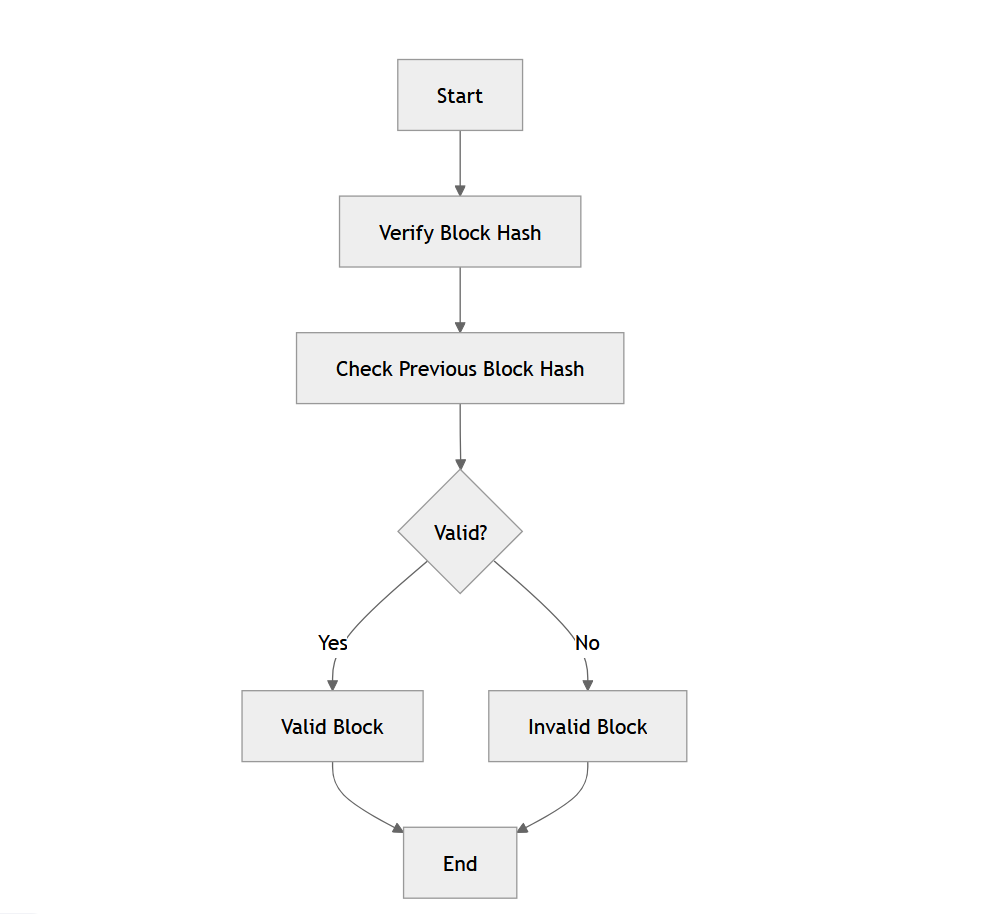 Start
Verify Block Hash
Check Previous Block Hash
Valid?
Yes
No
Valid Block
Invalid Block
End